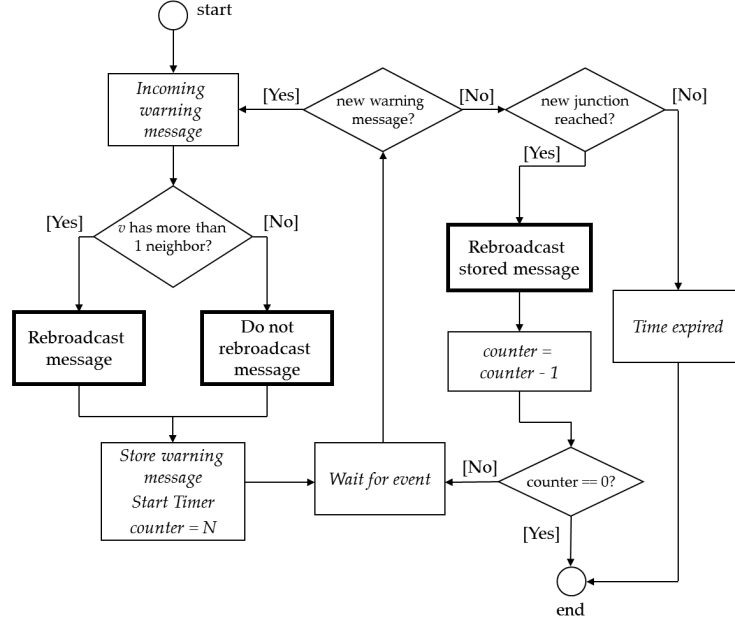 start
Incoming
warning
message
[Yes]
new warning
message?
[No]
new junction
reached?
[No]
[Yes]
[Yes]
v has more than
1 neighbor?
[No]
Rebroadcast
stored message
Rebroadcast
message
Do not
rebroadcast
message
Time expired
counter =
counter - 1
Store warning
message
Start Timer
counter = N
Wait for event
[No]
counter == 0?
[Yes]
end